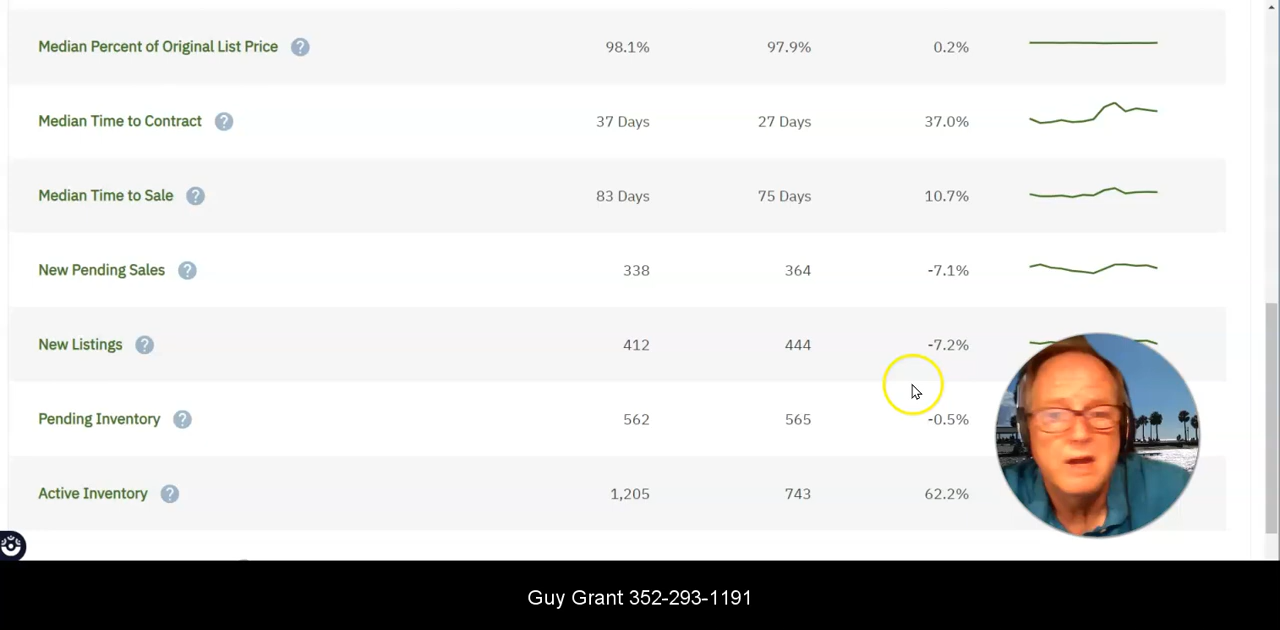 Median Percent of Original List Price ? 98.1% 97.9% 0.2%
Median Time to Contract ? 37 Days 27 Days 37.0%
Median Time to Sale ? 83 Days 75 Days 10.7%
New Pending Sales ? 338 364 -7.1%
New Listings ? 412 444 -7.2%
Pending Inventory ? 562 565 -0.5%
Active Inventory ? 1,205 743 62.2%
Guy Grant 352-293-1191